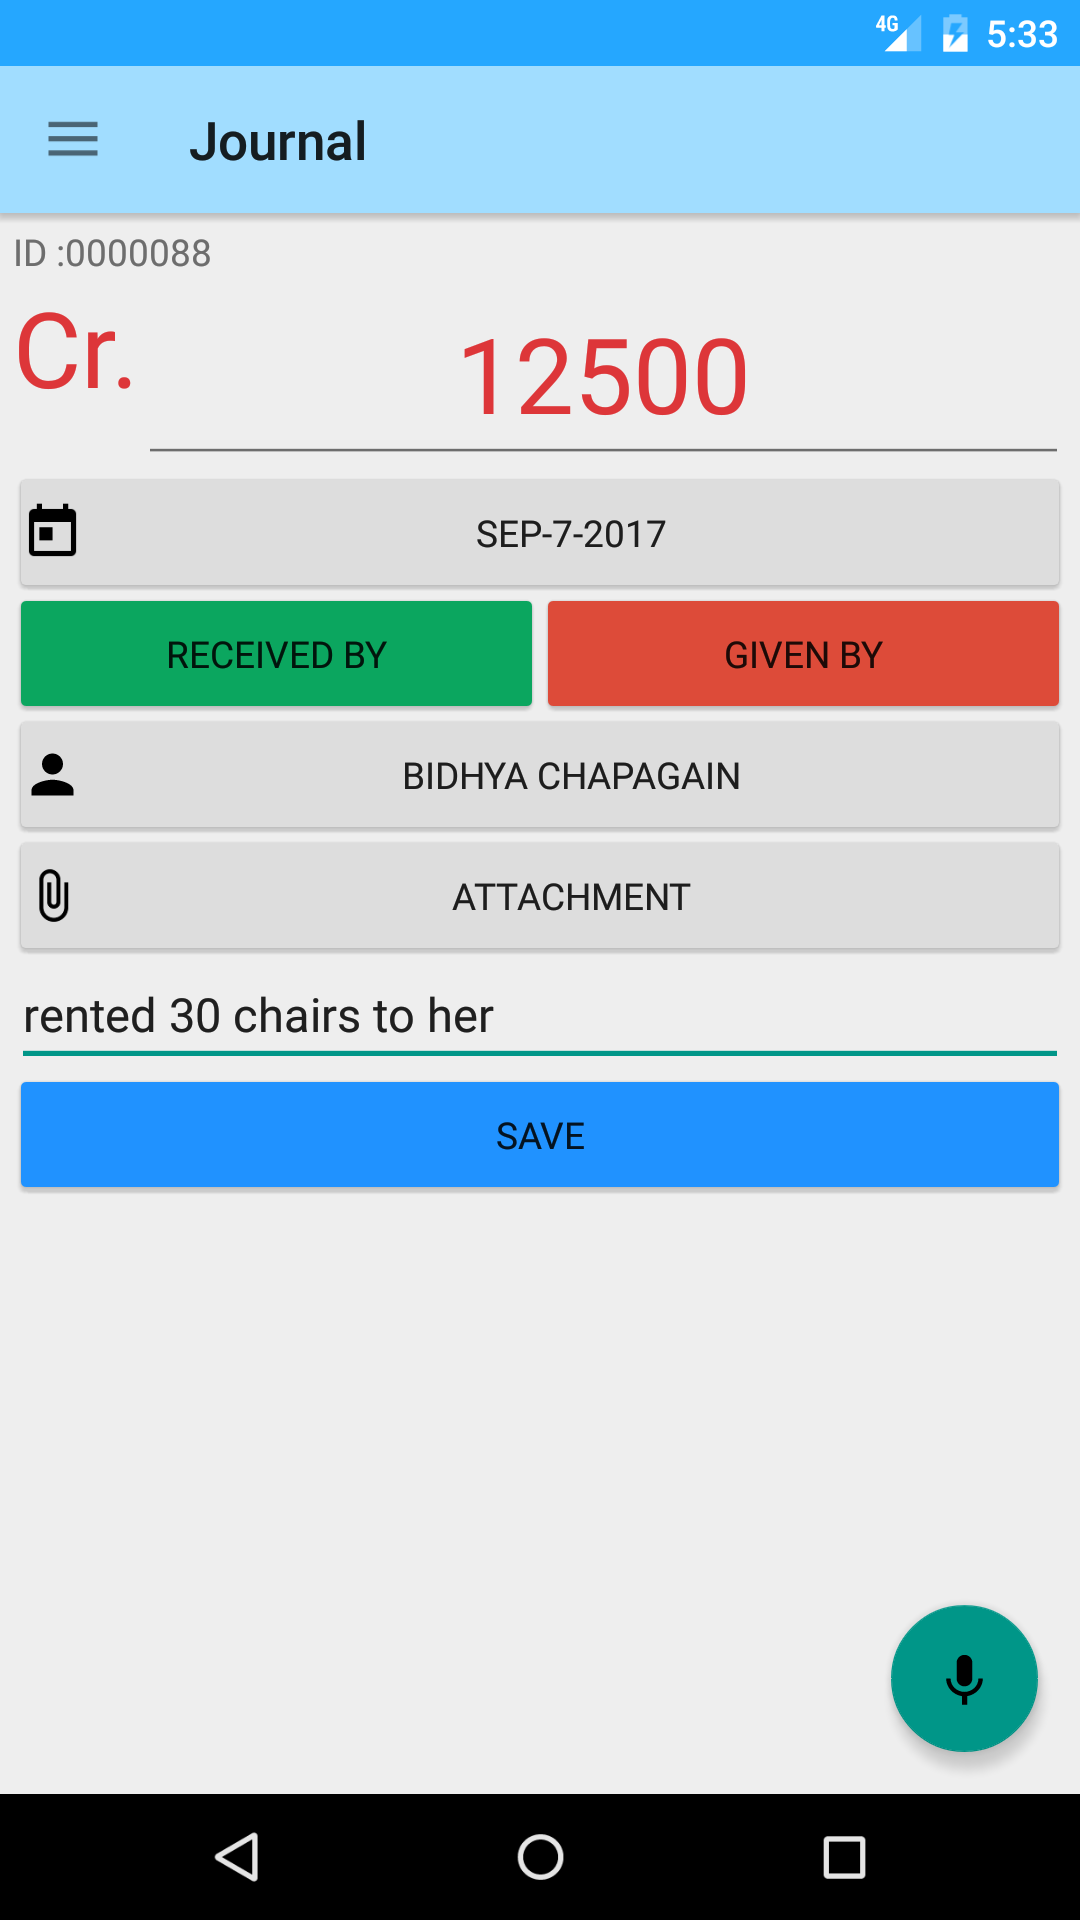 4G 5:33
Journal
ID :0000088
Cr. 12500
SEP-7-2017
RECEIVED BY GIVEN BY
BIDHYA CHAPAGAIN
ATTACHMENT
rented 30 chairs to her
SAVE